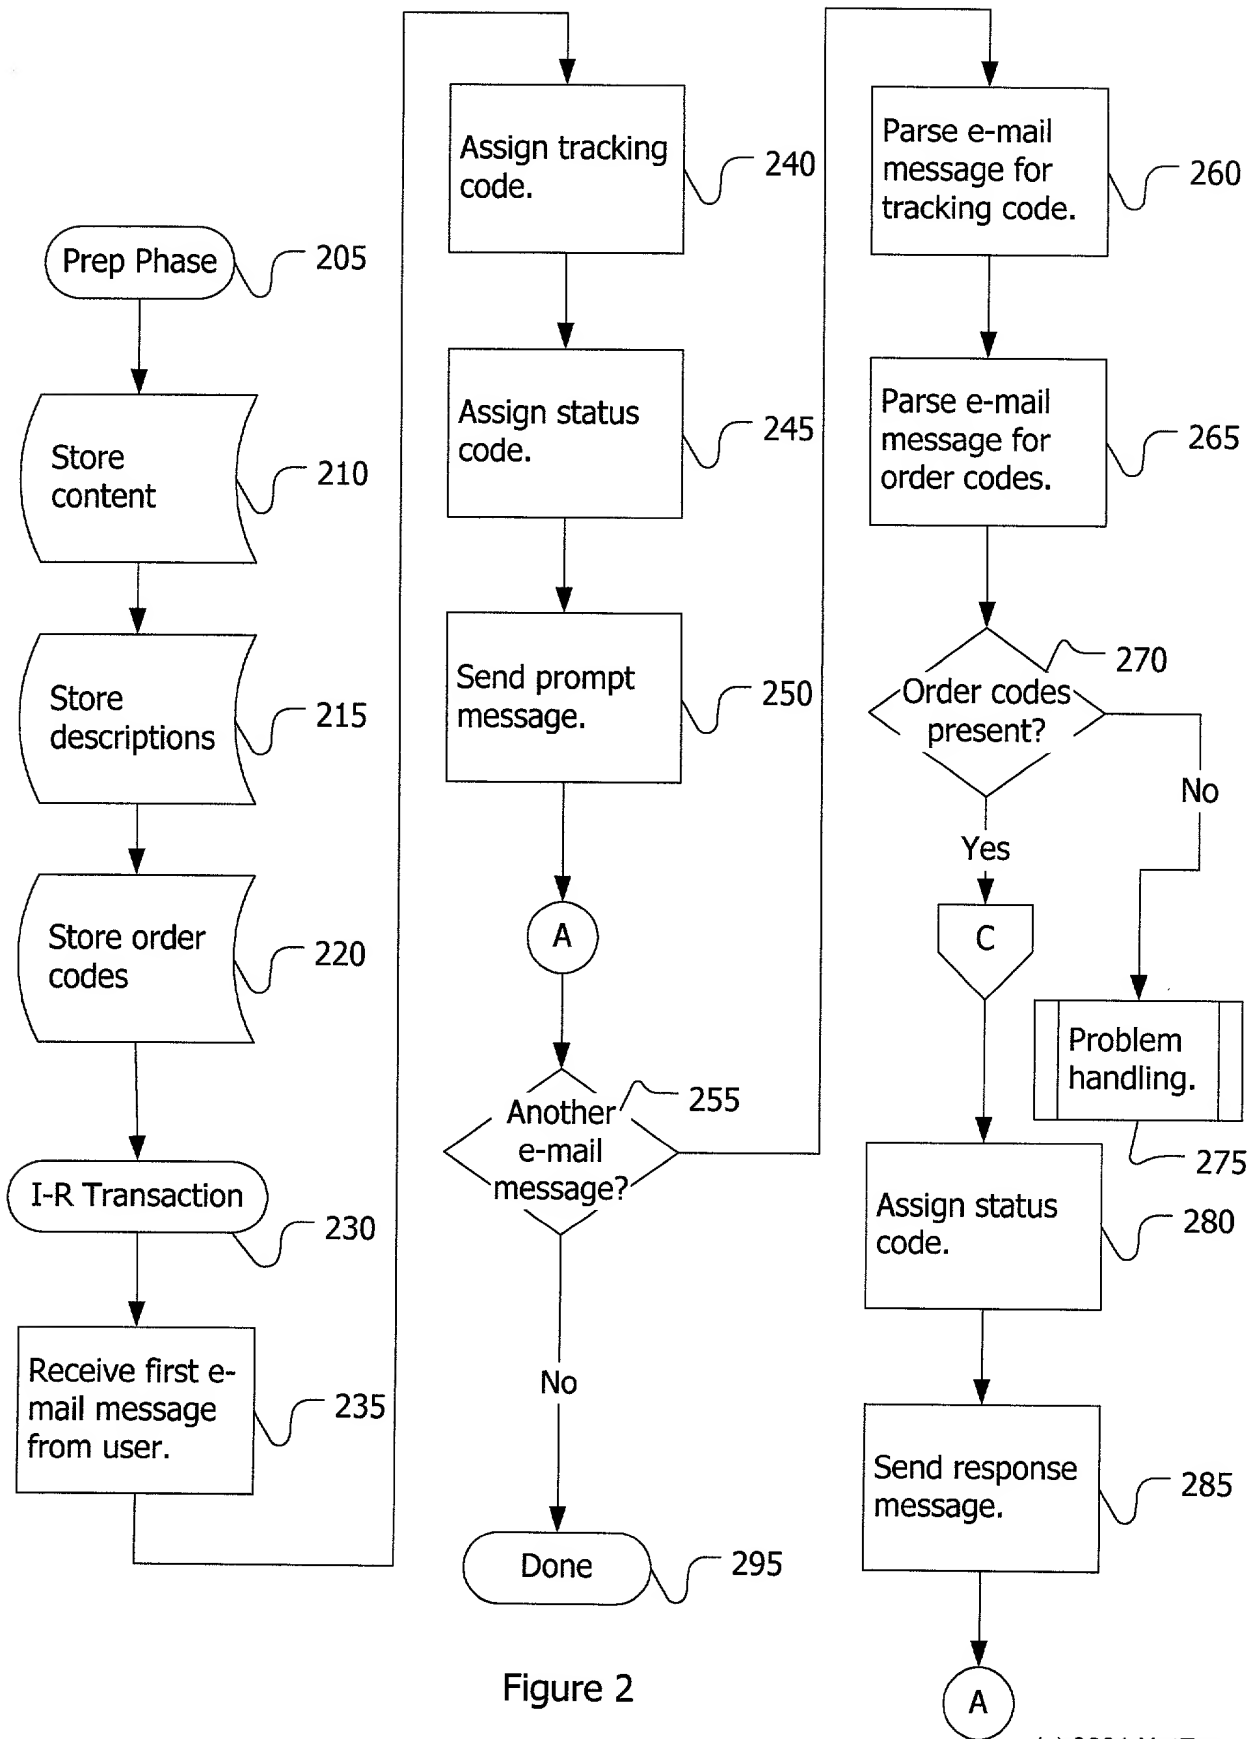 Prep Phase
205
Store
content
210
Store
descriptions
215
Store order
codes
220
I-R Transaction
230
Receive first e-
mail message
from user.
235
Assign tracking
code.
240
Assign status
code.
245
Send prompt
message.
250
A
Another
e-mail
message?
255
No
Done
295
Parse e-mail
message for
tracking code.
260
Parse e-mail
message for
order codes.
265
Order codes
present?
270
No
Yes
C
Problem
handling.
275
Assign status
code.
280
Send response
message.
285
A
Figure 2